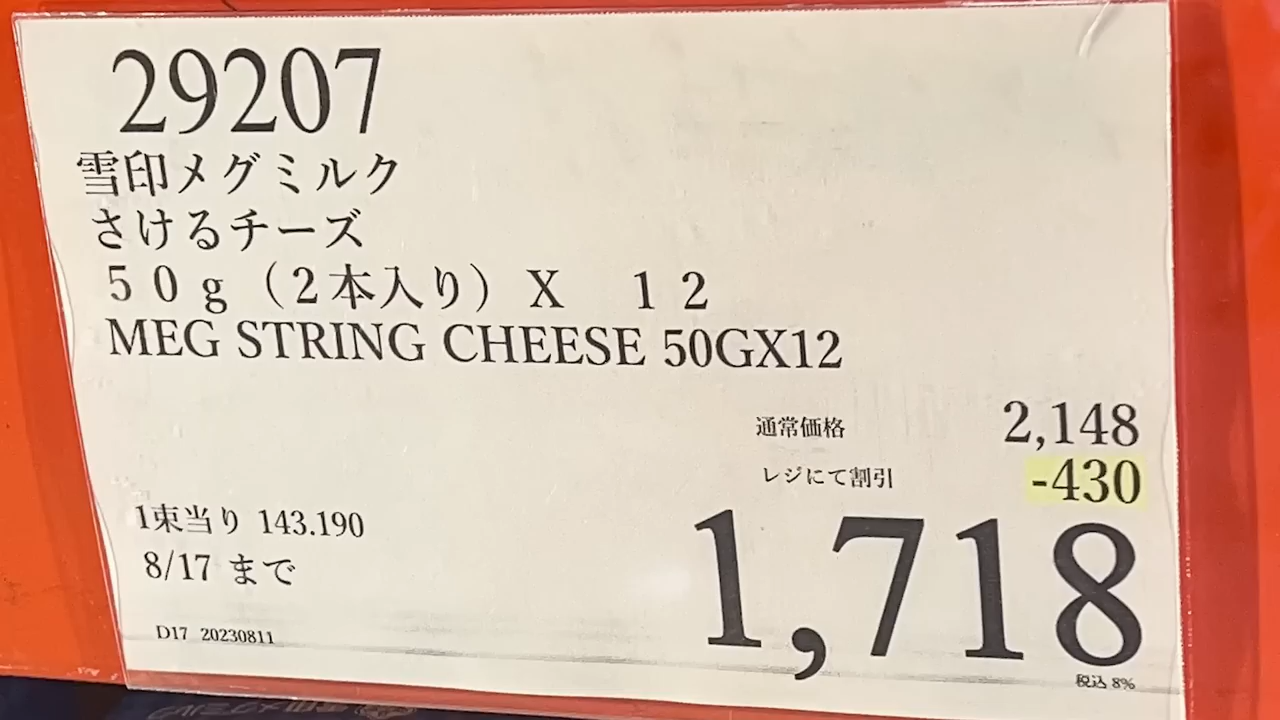 29207
雪印メグミルク
さけるチーズ
50g（2本入り）X 12
MEG STRING CHEESE 50GX12
通常価格 2,148
レジにて割引 -430
1束当り 143.190
1,718
8/17 まで
D17 20230811
税込 8%